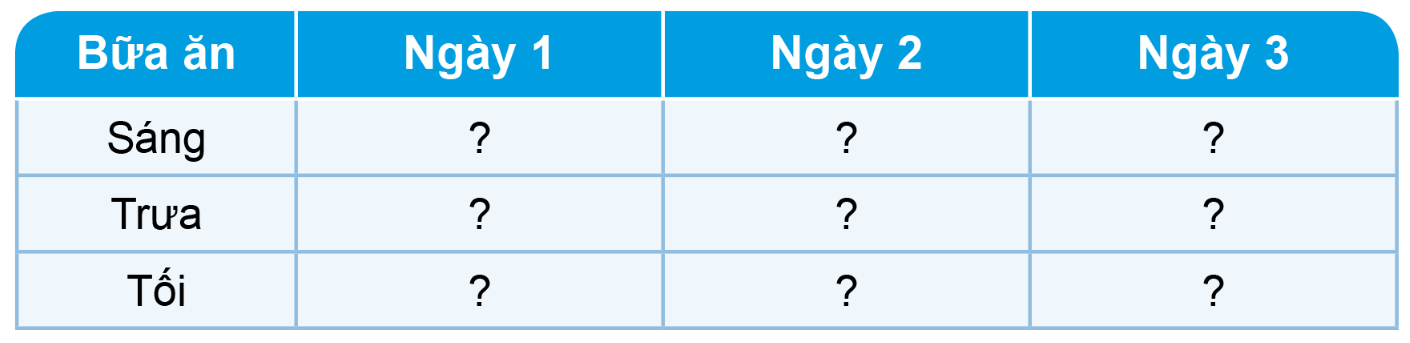 Bữa ăn Ngày 1 Ngày 2 Ngày 3
Sáng ? ? ?
Trưa ? ? ?
Tối ? ? ?